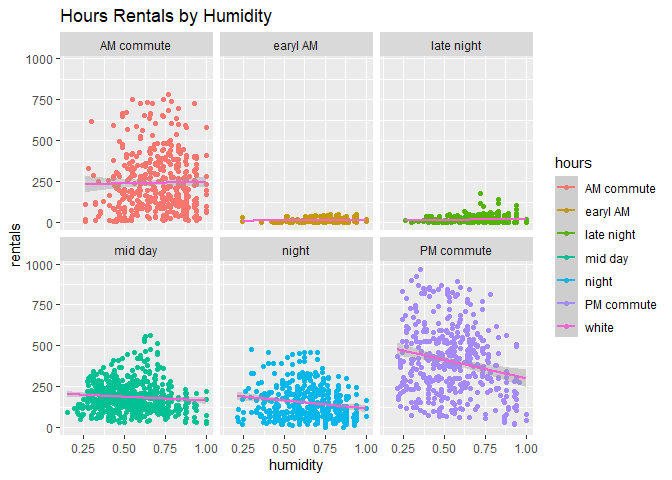 Hours Rentals by Humidity
AM commute
earyl AM
late night
1000
750
500
250
0
mid day
night
PM commute
1000
750
500
250
0
0.25 0.50 0.75 1.00
0.25 0.50 0.75 1.00
0.25 0.50 0.75 1.00
humidity
rentals
hours
AM commute
earyl AM
late night
mid day
night
PM commute
white